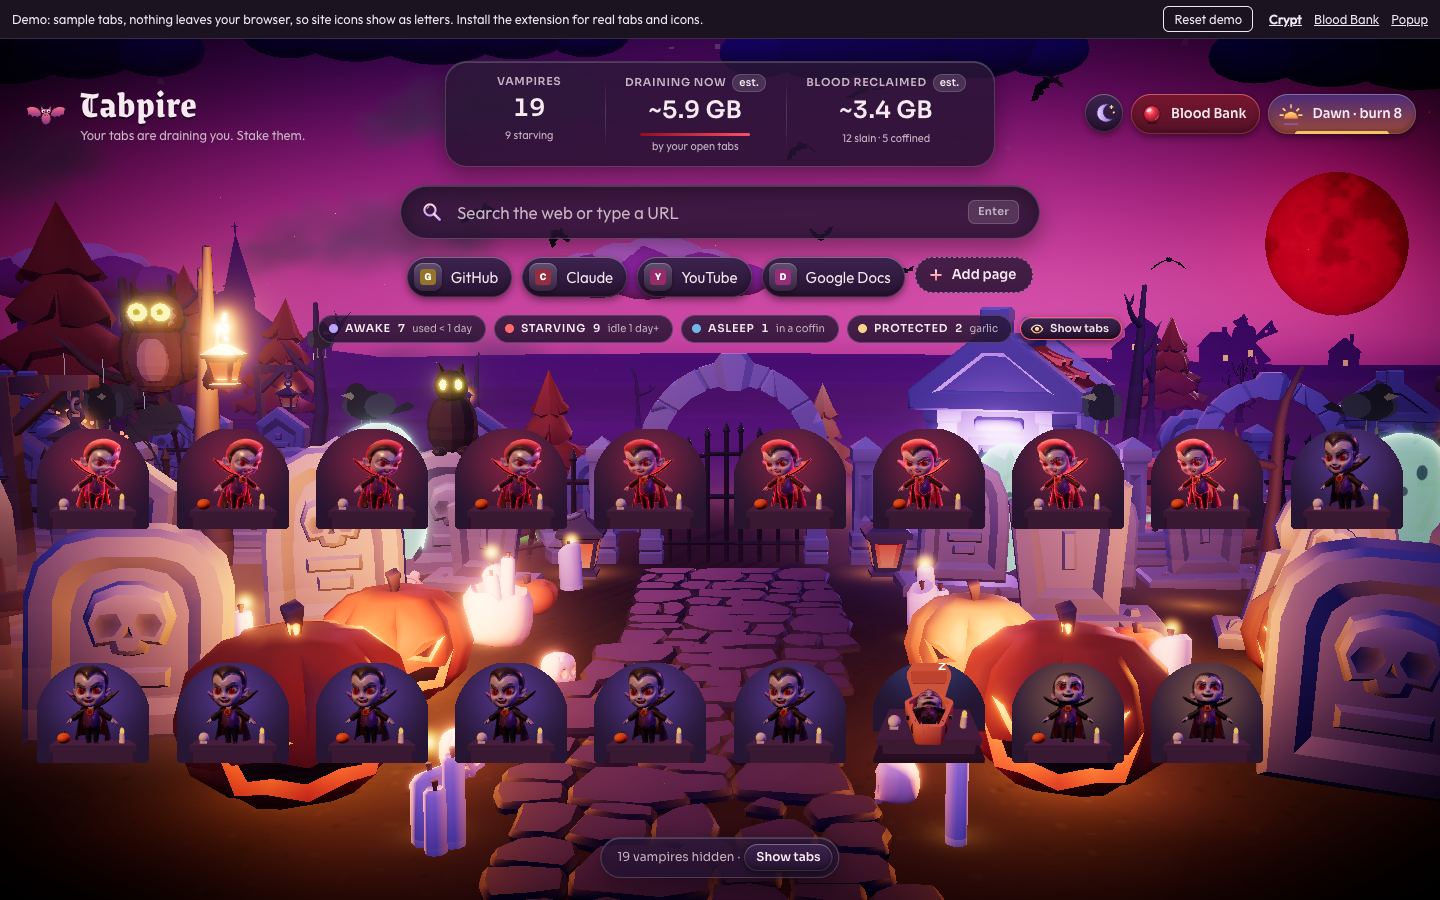 Demo: sample tabs, nothing leaves your browser, so site icons show as letters. Install the extension for real tabs and icons.
Reset demo
Crypt
Blood Bank
Popup
Tabpire
Your tabs are draining you. Stake them.
VAMPIRES
19
9 starving
DRAINING NOW est.
~5.9 GB
by your open tabs
BLOOD RECLAIMED est.
~3.4 GB
12 slain · 5 coffined
Blood Bank
Dawn · burn 8
Search the web or type a URL
Enter
G GitHub
C Claude
Y YouTube
D Google Docs
+ Add page
AWAKE 7 used < 1 day
STARVING 9 idle 1 day+
ASLEEP 1 in a coffin
PROTECTED 2 garlic
Show tabs
Z
19 vampires hidden · Show tabs